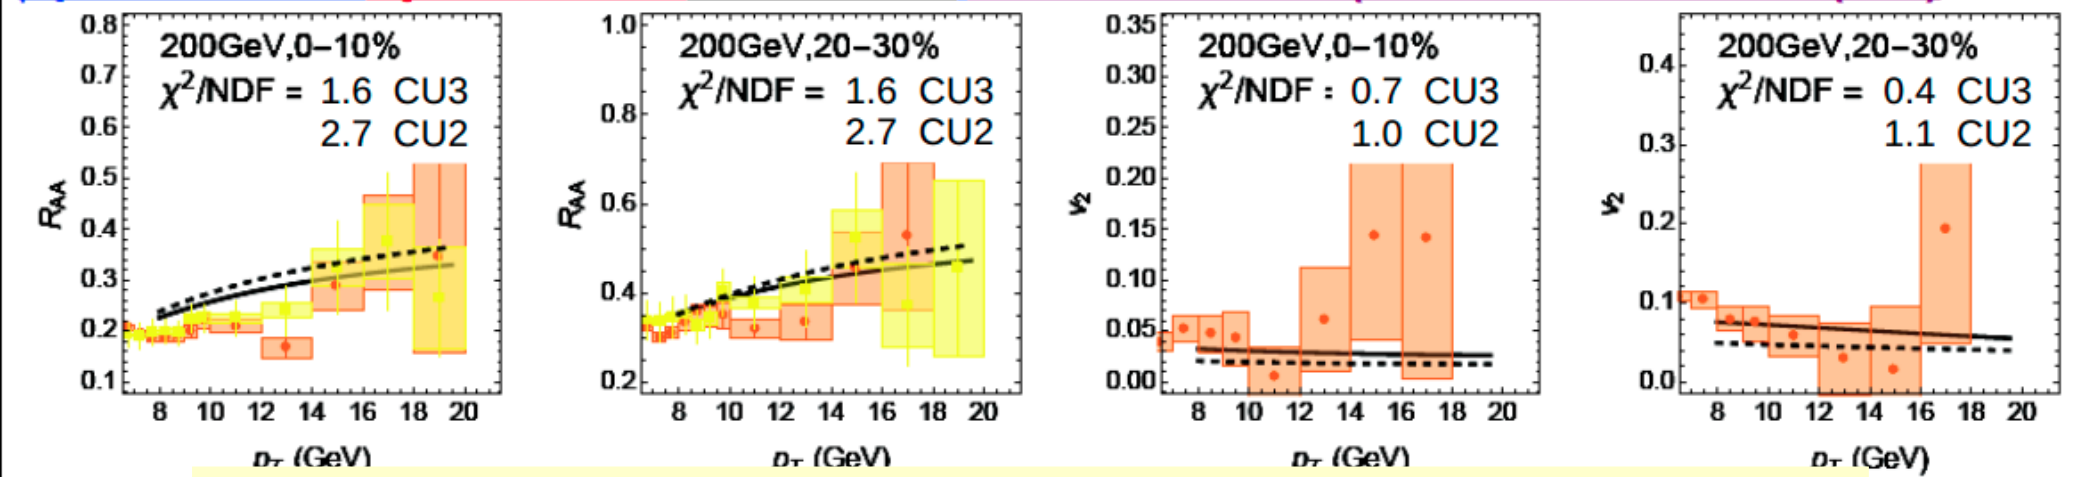 200GeV,0−10%
χ²/NDF = 1.6 CU3
2.7 CU2
R_AA
0.8
0.7
0.6
0.5
0.4
0.3
0.2
0.1
8 10 12 14 16 18 20
p_T (GeV)
200GeV,20−30%
χ²/NDF = 1.6 CU3
2.7 CU2
R_AA
1.0
0.8
0.6
0.4
0.2
8 10 12 14 16 18 20
p_T (GeV)
200GeV,0−10%
χ²/NDF : 0.7 CU3
1.0 CU2
v_2
0.35
0.30
0.25
0.20
0.15
0.10
0.05
0.00
8 10 12 14 16 18 20
p_T (GeV)
200GeV,20−30%
χ²/NDF = 0.4 CU3
1.1 CU2
v_2
0.4
0.3
0.2
0.1
0.0
8 10 12 14 16 18 20
p_T (GeV)